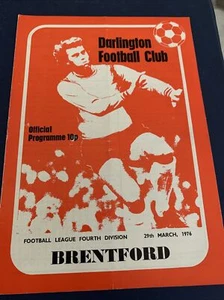 Darlington
Football Club
Official
Programme 10p
FOOTBALL LEAGUE FOURTH DIVISION 29th MARCH, 1976
BRENTFORD